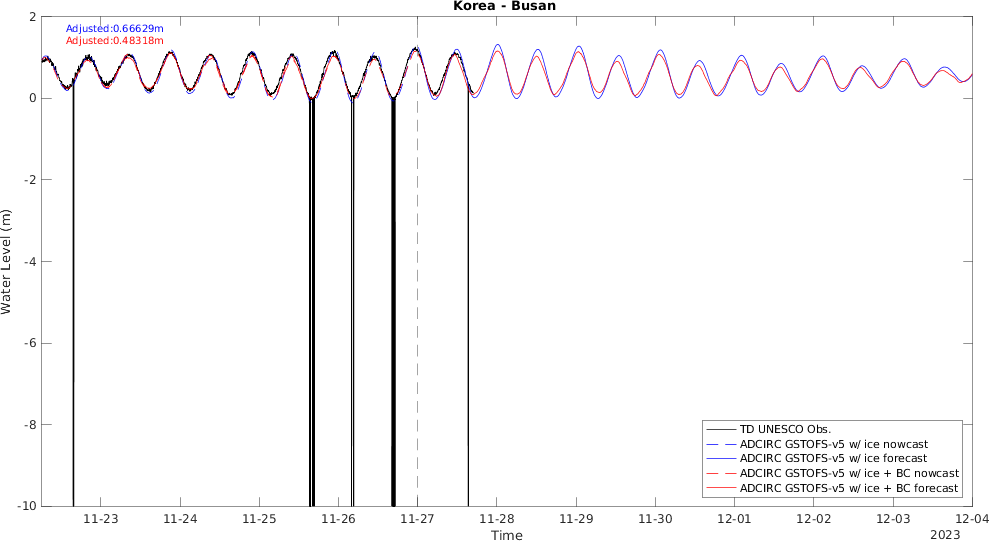 Korea - Busan
Adjusted:0.66629m
Adjusted:0.48318m
2
0
-2
-4
-6
-8
-10
Water Level (m)
TD UNESCO Obs.
ADCIRC GSTOFS-v5 w/ ice nowcast
ADCIRC GSTOFS-v5 w/ ice forecast
ADCIRC GSTOFS-v5 w/ ice + BC nowcast
ADCIRC GSTOFS-v5 w/ ice + BC forecast
11-23 11-24 11-25 11-26 11-27 11-28 11-29 11-30 12-01 12-02 12-03 12-04
Time
2023